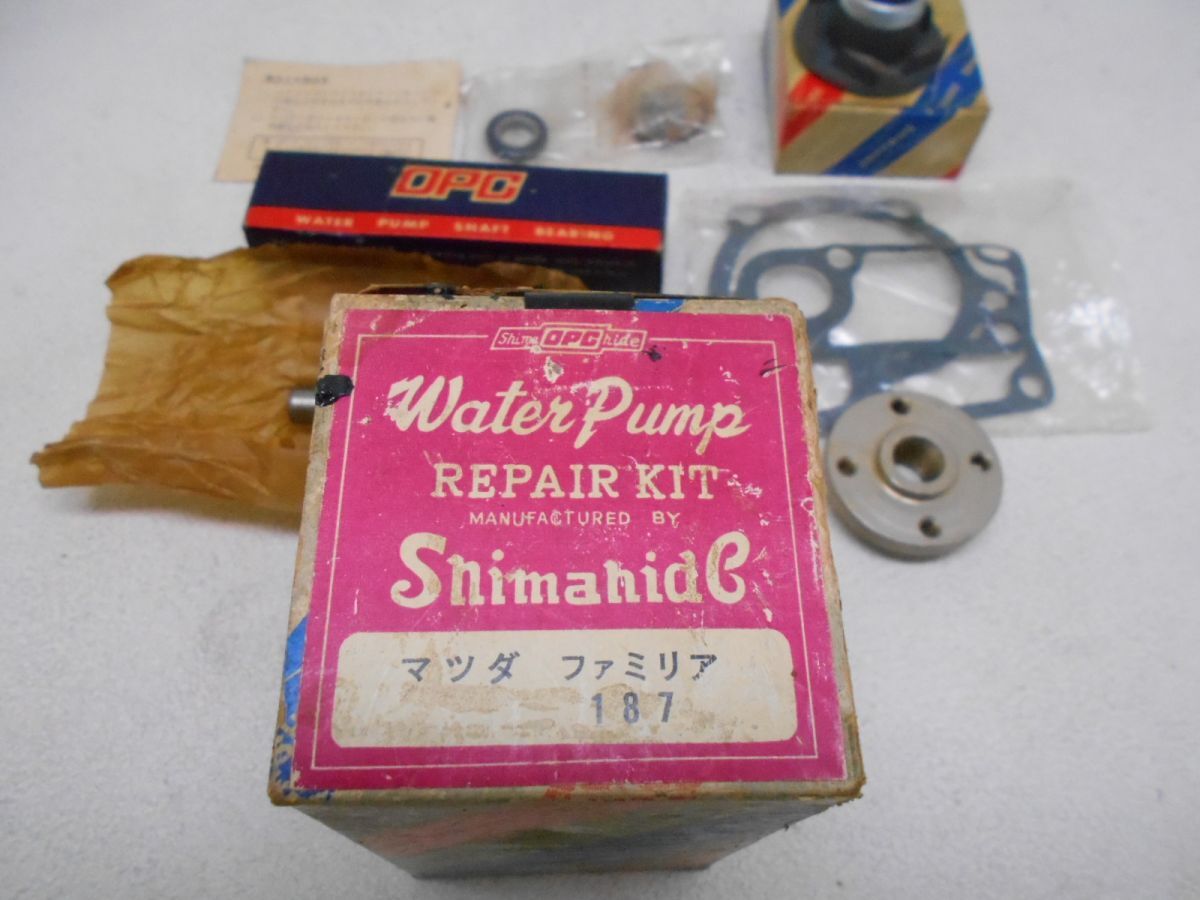 OPC
WATER PUMP SHAFT BEARING
Shima OPC hide
Water Pump
REPAIR KIT
MANUFACTURED BY
Shimahide
マツダ ファミリア
187